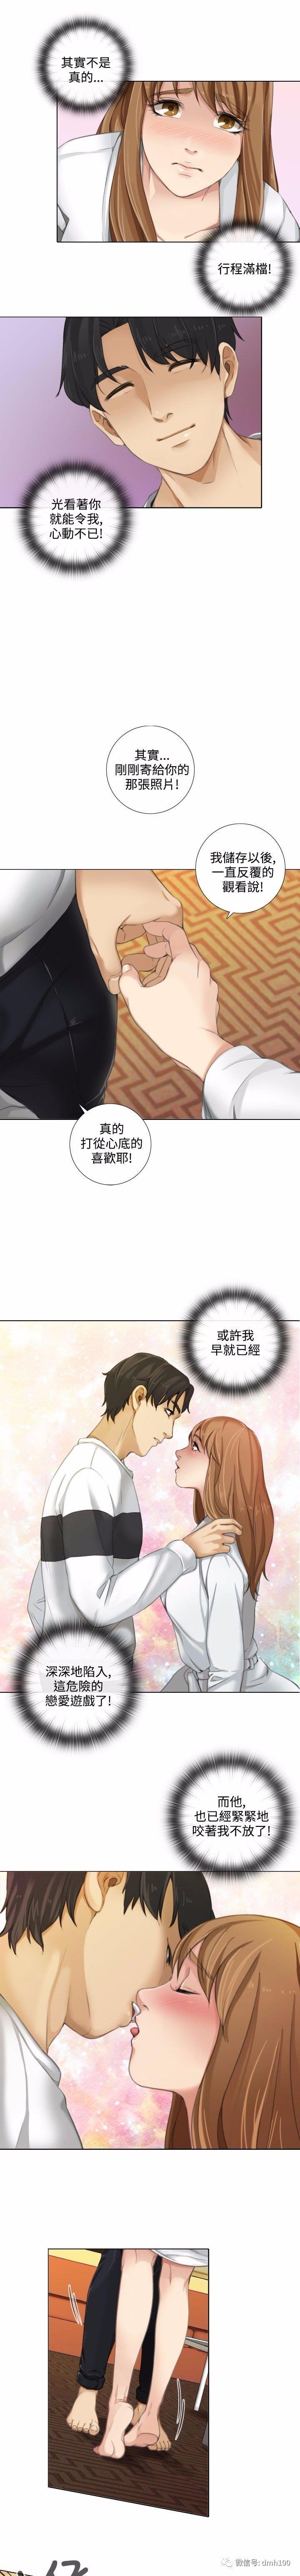 其實不是
真的...
行程滿檔!
光看著你
就能令我,
心動不已!
其實...
剛剛寄給你的
那張照片!
我儲存以後,
一直反覆的
觀看說!
真的
打從心底的
喜歡耶!
或許我
早就已經
深深地陷入,
這危險的
戀愛遊戲了!
而他,
也已經緊緊地
咬著我不放了!
微信号: dmh100